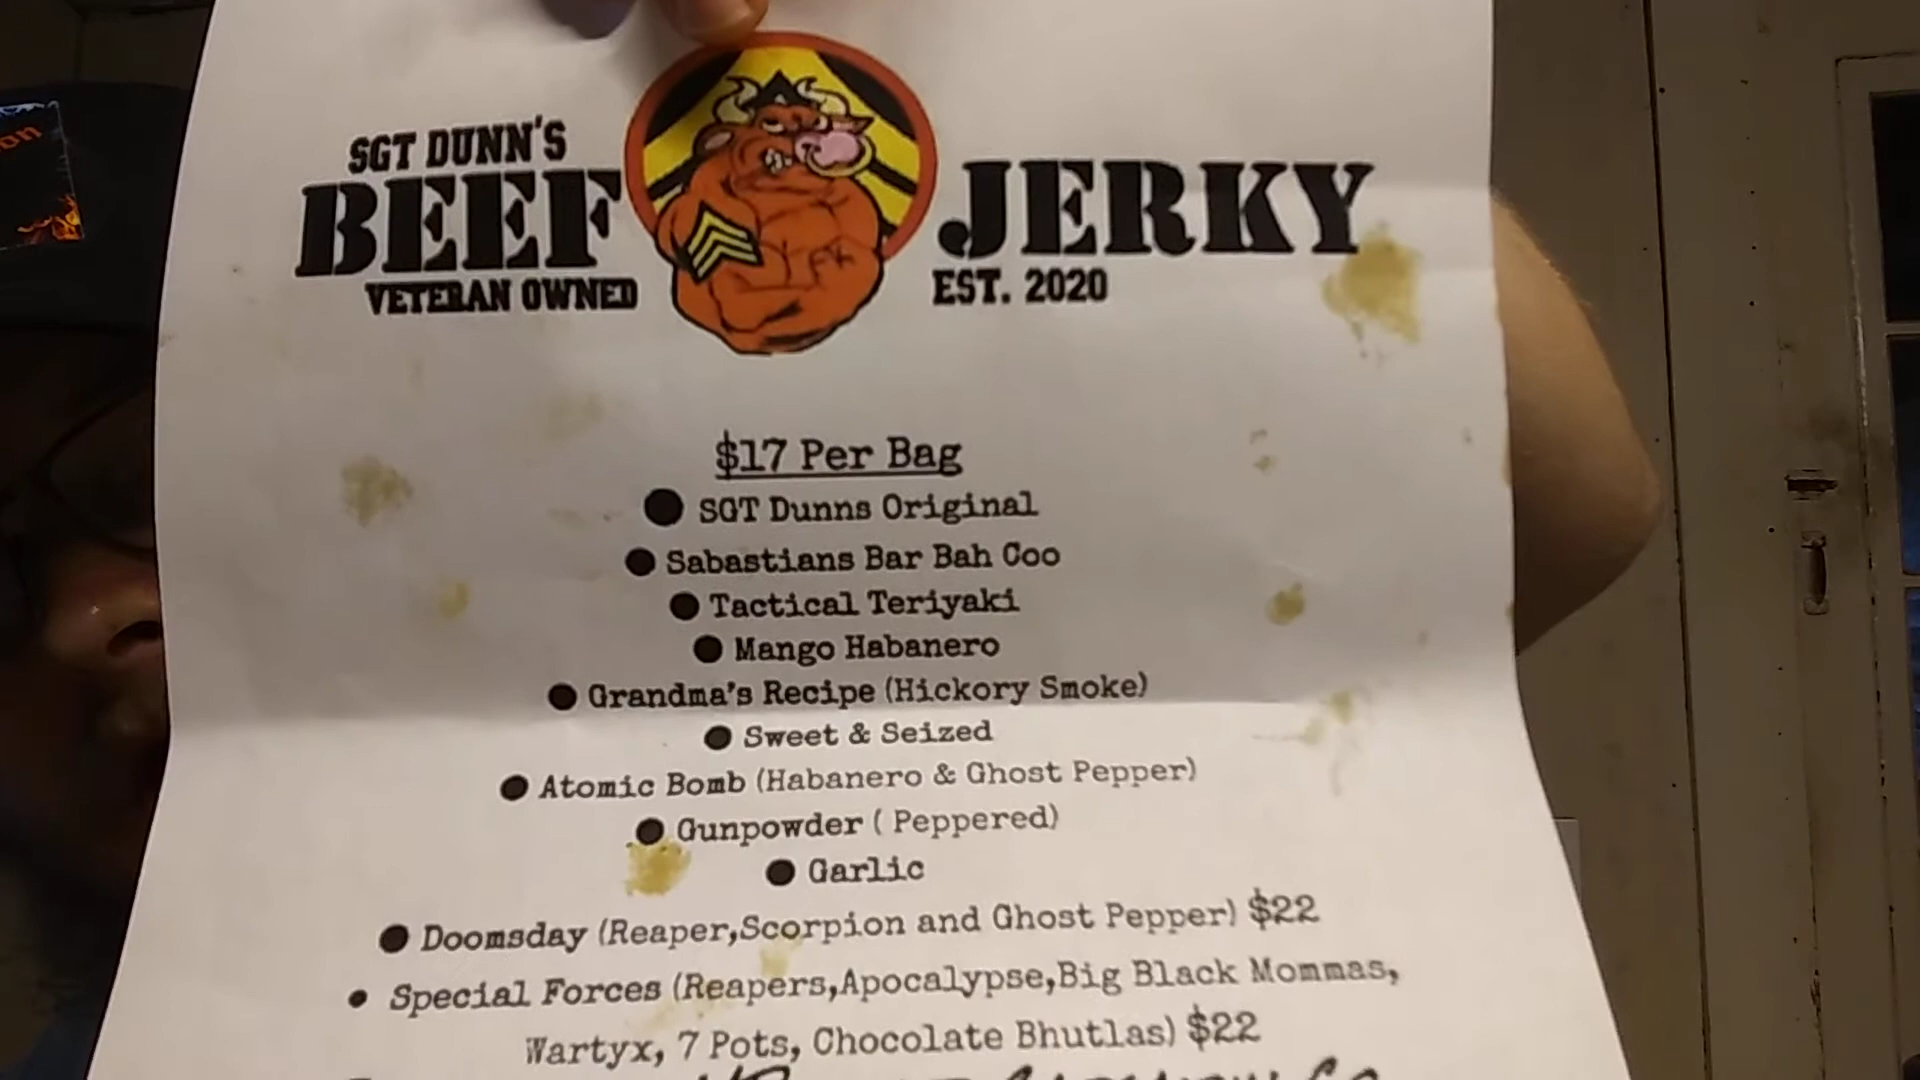 on
SGT DUNN'S
BEEF JERKY
VETERAN OWNED
EST. 2020
$17 Per Bag
● SGT Dunns Original
● Sabastians Bar Bah Coo
● Tactical Teriyaki
● Mango Habanero
● Grandma's Recipe (Hickory Smoke)
● Sweet & Seized
● Atomic Bomb (Habanero & Ghost Pepper)
● Gunpowder ( Peppered)
● Garlic
● Doomsday (Reaper,Scorpion and Ghost Pepper) $22
● Special Forces (Reapers,Apocalypse,Big Black Mommas,
Wartyx, 7 Pots, Chocolate Bhutlas) $22